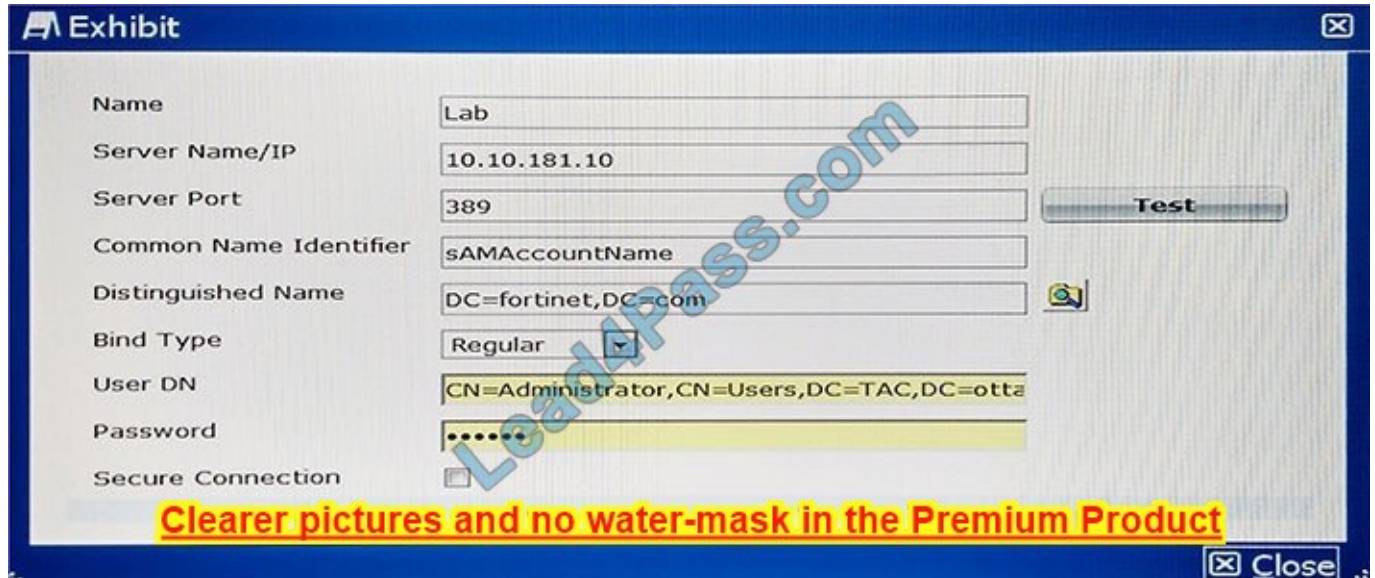 Exhibit
Name
Lab
Server Name/IP
10.10.181.10
Server Port
389
Test
Common Name Identifier
sAMAccountName
Distinguished Name
DC=fortinet,DC=com
Bind Type
Regular
User DN
CN=Administrator,CN=Users,DC=TAC,DC=otta
Password
••••••
Secure Connection
Lead4Pass.com
Clearer pictures and no water-mask in the Premium Product
Close